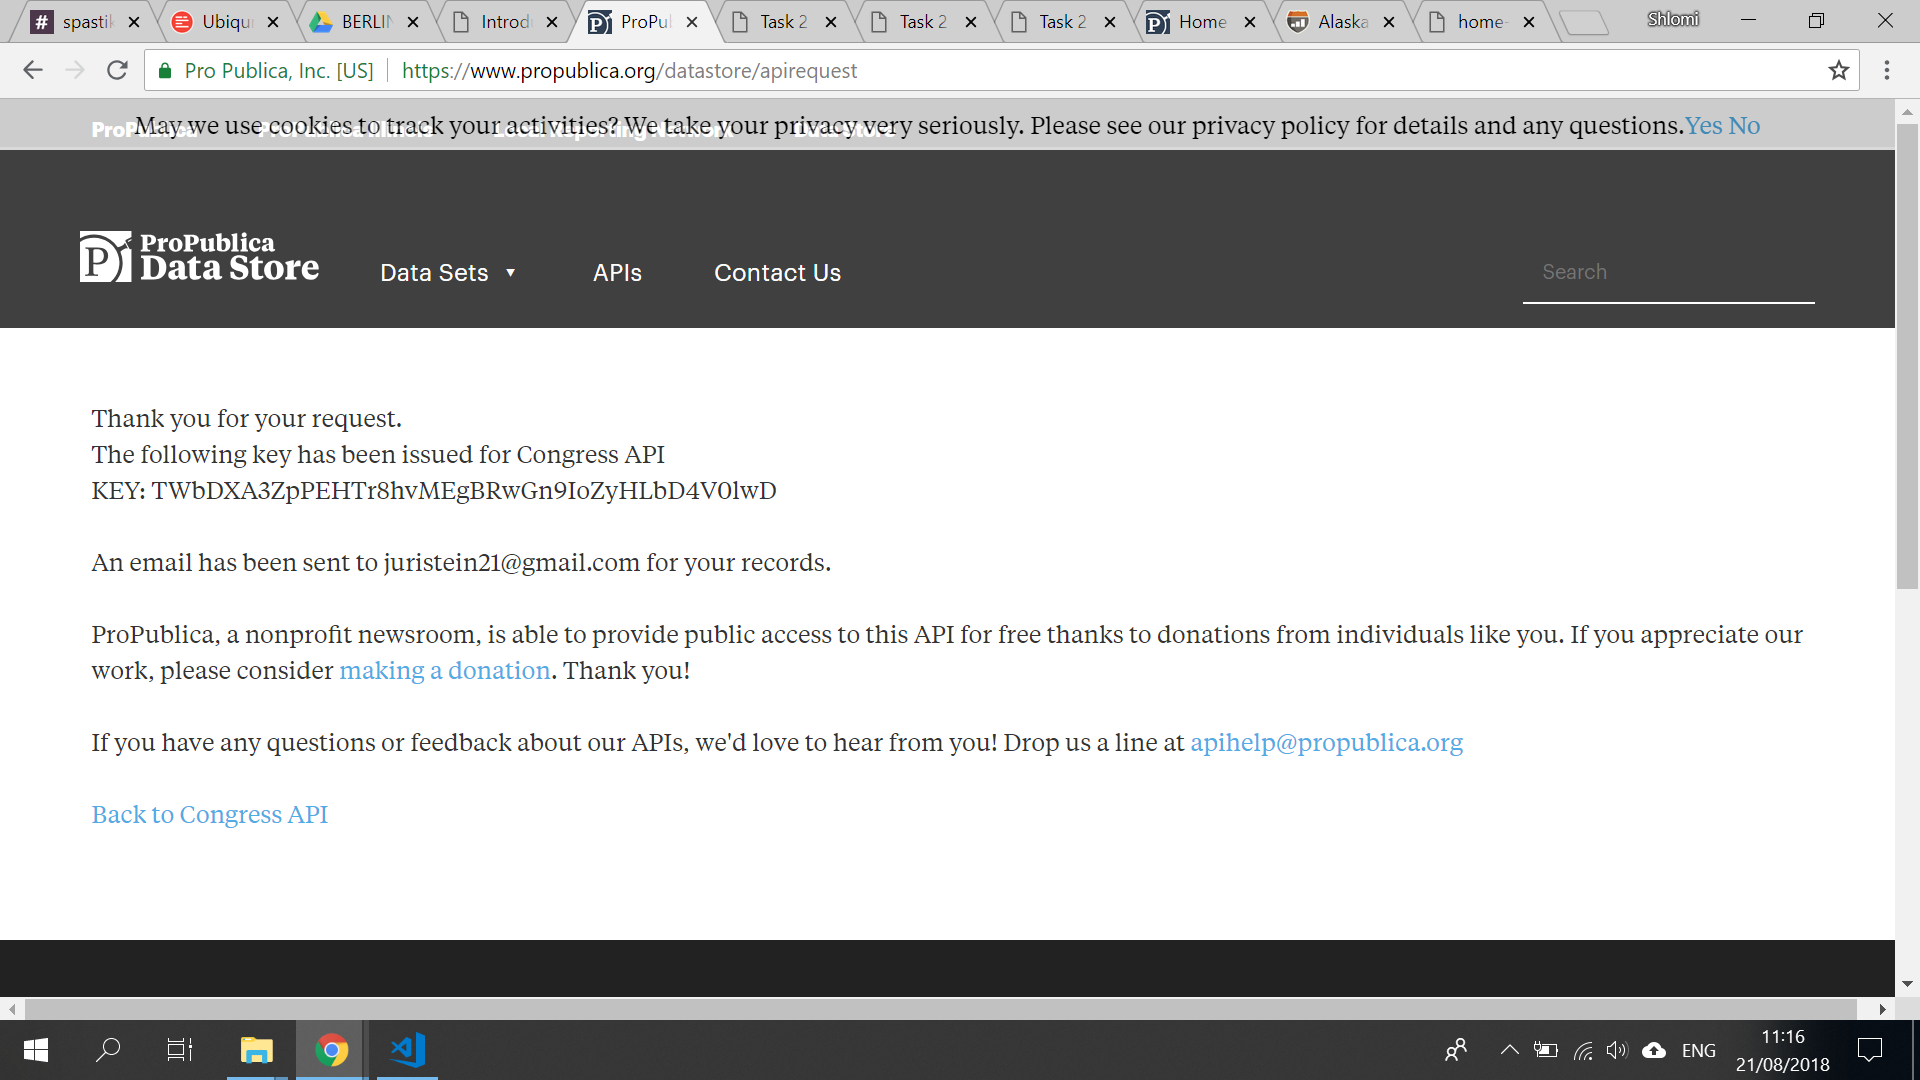 spastil
Ubiqu
BERLIN
Introd
ProPul
Task 2
Task 2
Task 2
Home
Alaska
home-
Shlomi
Pro Publica, Inc. [US]
https://www.propublica.org/datastore/apirequest
May we use cookies to track your activities? We take your privacy very seriously. Please see our privacy policy for details and any questions.Yes No
ProPublica
Data Store
Data Sets ▼
APIs
Contact Us
Search
Thank you for your request.
The following key has been issued for Congress API
KEY: TWbDXA3ZpPEHTr8hvMEgBRwGn9IoZyHLbD4V0lwD
An email has been sent to juristein21@gmail.com for your records.
ProPublica, a nonprofit newsroom, is able to provide public access to this API for free thanks to donations from individuals like you. If you appreciate our
work, please consider making a donation. Thank you!
If you have any questions or feedback about our APIs, we'd love to hear from you! Drop us a line at apihelp@propublica.org
Back to Congress API
ENG
11:16
21/08/2018